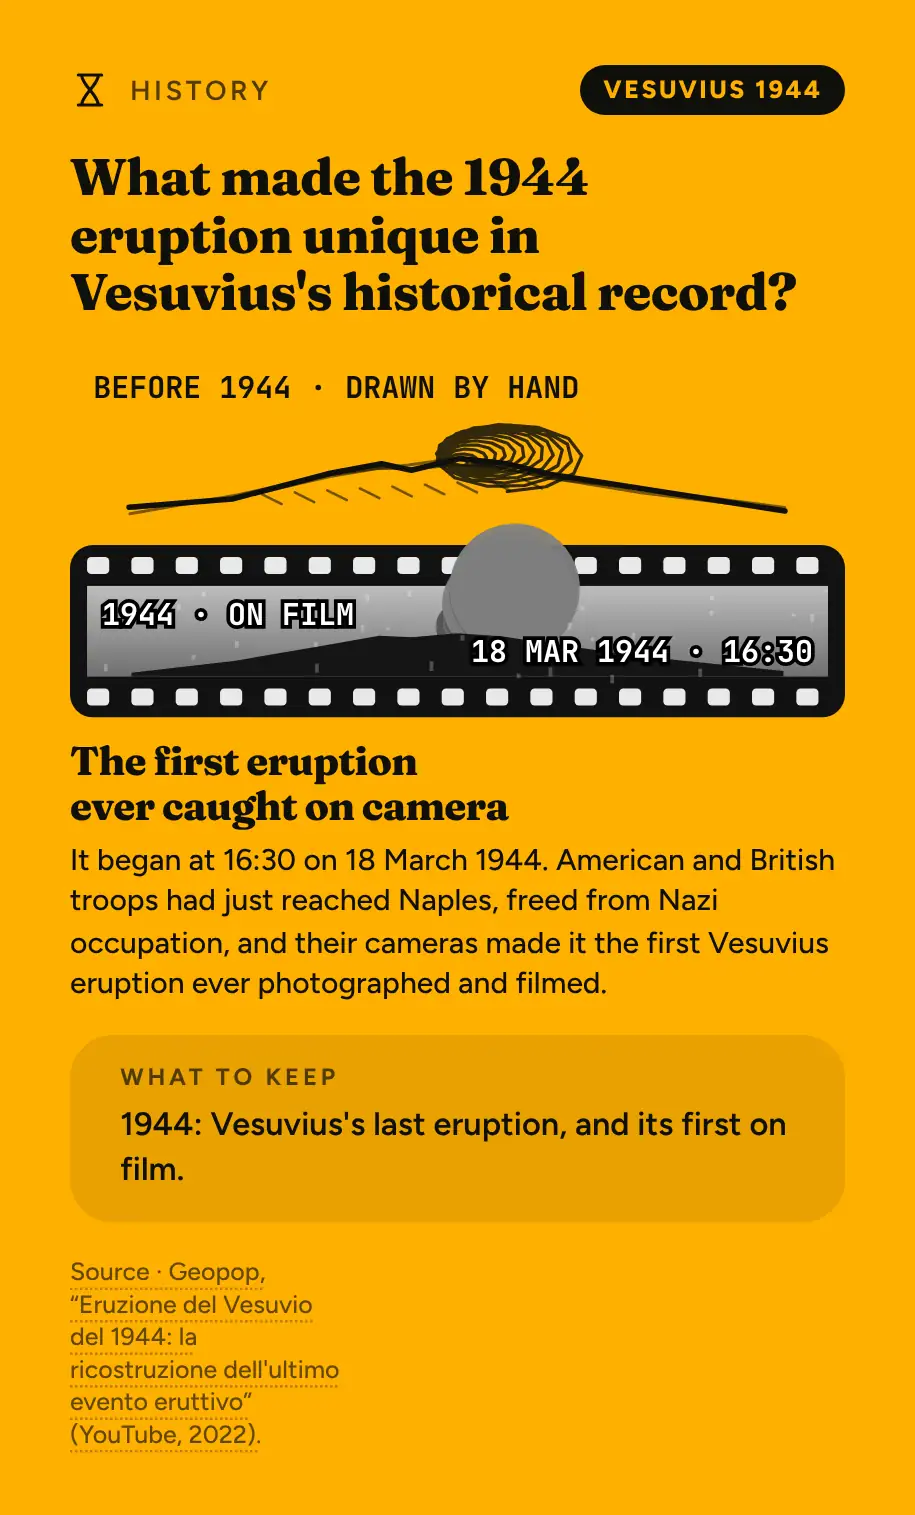 HISTORY
VESUVIUS 1944
What made the 1944
eruption unique in
Vesuvius's historical record?
BEFORE 1944 · DRAWN BY HAND
1944 · ON FILM
18 MAR 1944 · 16:30
The first eruption
ever caught on camera
It began at 16:30 on 18 March 1944. American and British
troops had just reached Naples, freed from Nazi
occupation, and their cameras made it the first Vesuvius
eruption ever photographed and filmed.
WHAT TO KEEP
1944: Vesuvius's last eruption, and its first on
film.
Source · Geopop,
“Eruzione del Vesuvio
del 1944: la
ricostruzione dell'ultimo
evento eruttivo”
(YouTube, 2022).